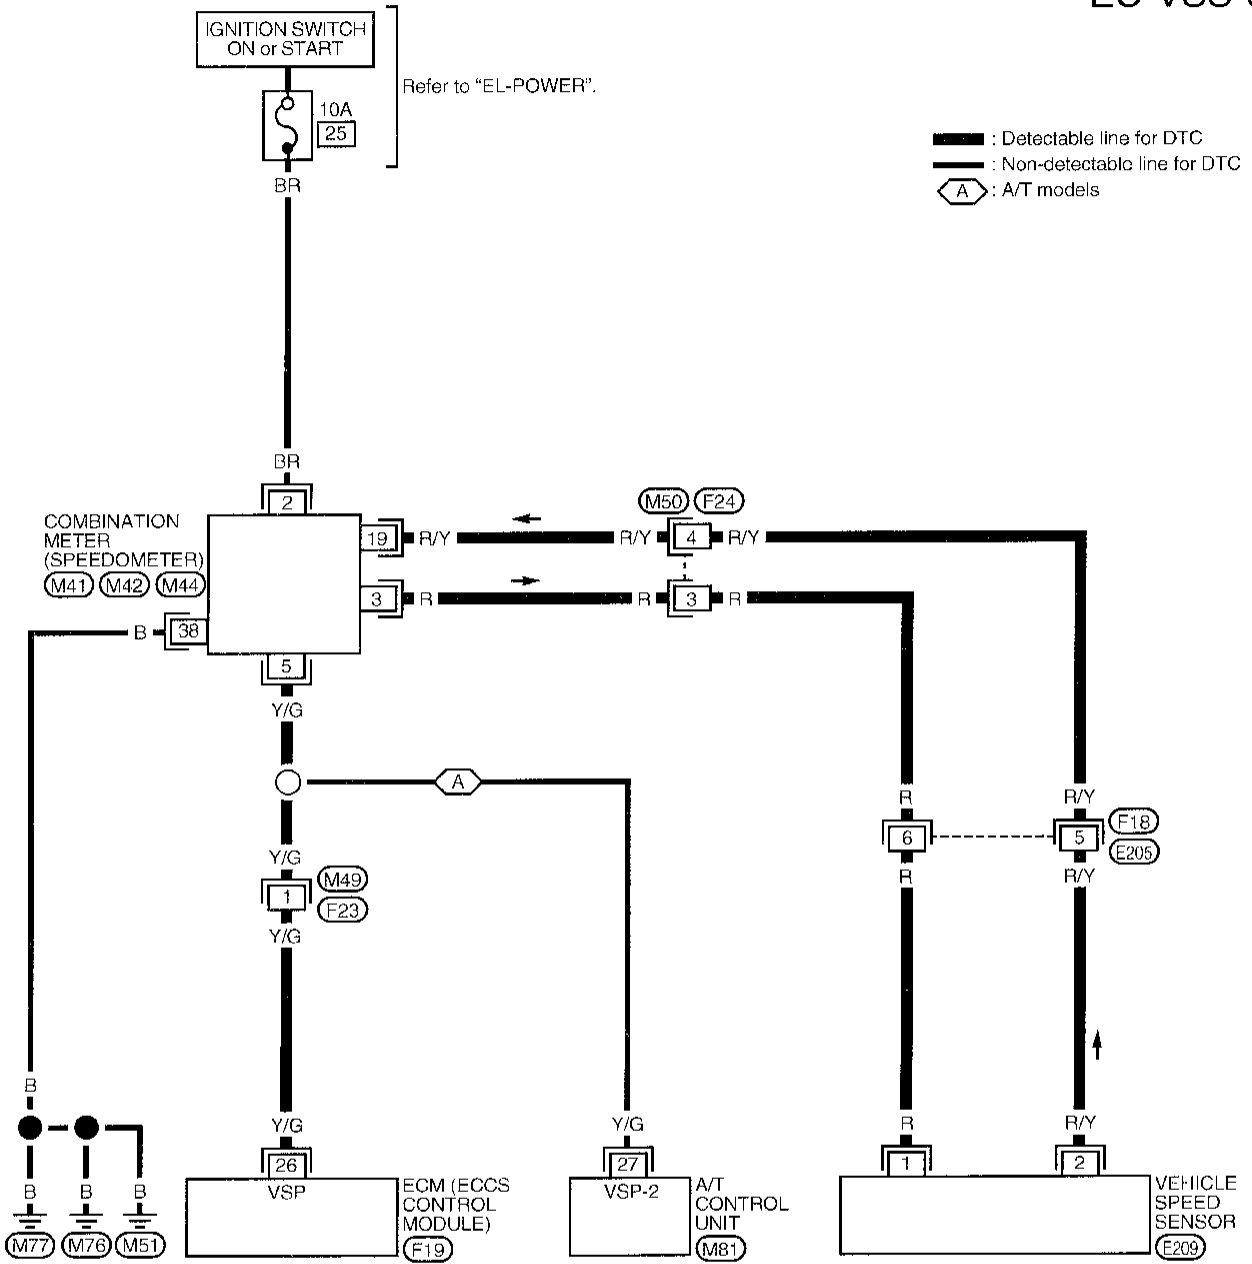 IGNITION SWITCH
ON or START
Refer to "EL-POWER".
10A
25
BR
: Detectable line for DTC
: Non-detectable line for DTC
A : A/T models
BR
2
M50 F24
COMBINATION
METER
(SPEEDOMETER)
M41 M42 M44
19 R/Y R/Y 4 R/Y
3 R R 3 R
B 38
5
Y/G
A
R R/Y
6 5
F18
E205
R R/Y
Y/G
1
M49
F23
Y/G
B
Y/G Y/G R R/Y
26 27 1 2
B B B
M77 M76 M51
VSP
ECM (ECCS
CONTROL
MODULE)
F19
VSP-2
A/T
CONTROL
UNIT
M81
VEHICLE
SPEED
SENSOR
E209